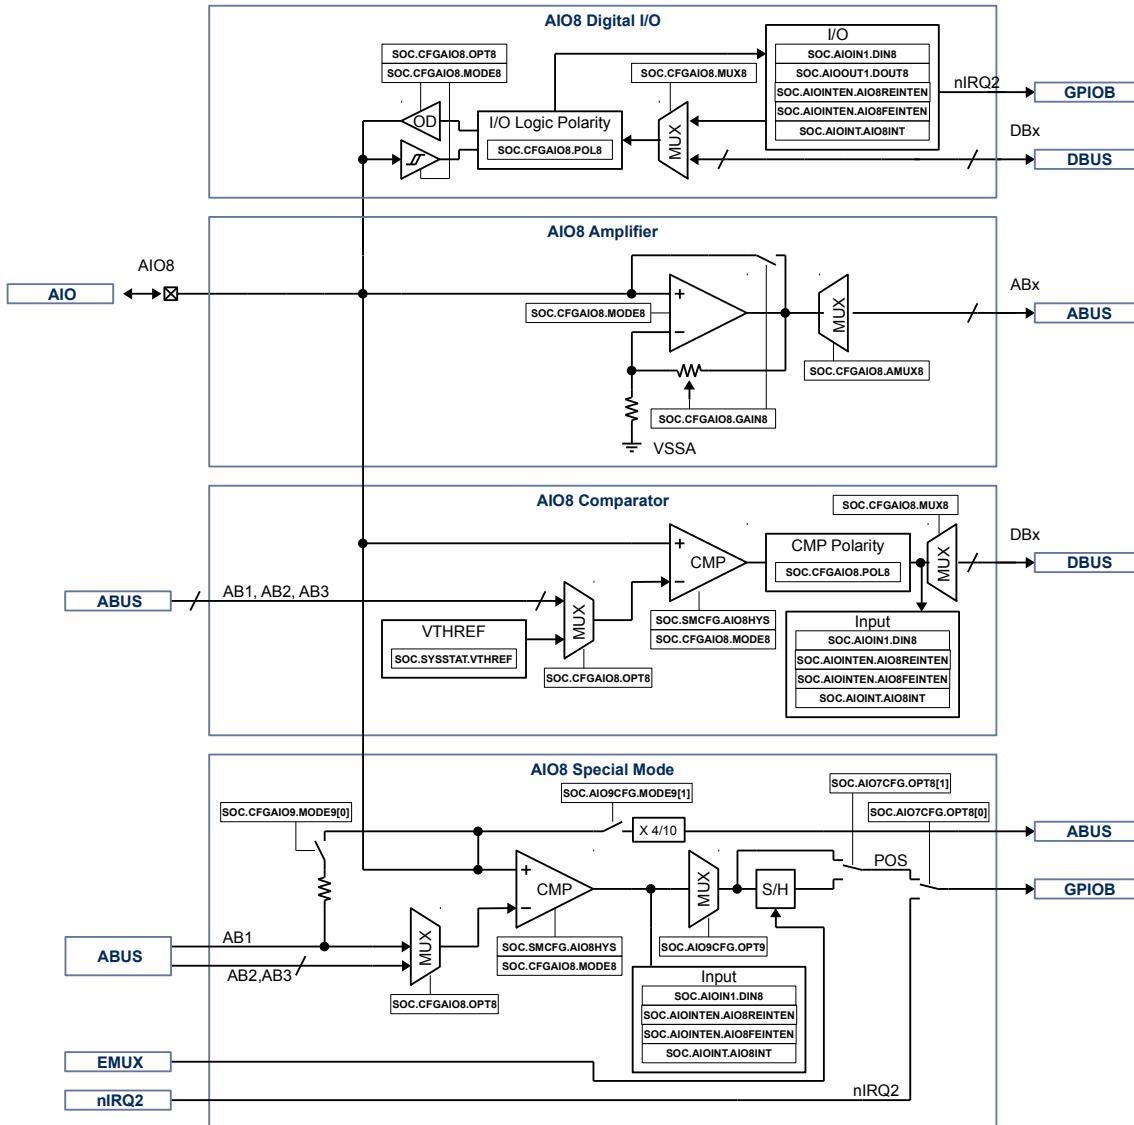 AIO8 Digital I/O
SOC.CFGAIO8.OPT8
SOC.CFGAIO8.MODE8
OD
I/O Logic Polarity
SOC.CFGAIO8.POL8
SOC.CFGAIO8.MUX8
MUX
I/O
SOC.AIOIN1.DIN8
SOC.AIOOUT1.DOUT8
SOC.AIOINTEN.AIO8REINTEN
SOC.AIOINTEN.AIO8FEINTEN
SOC.AIOINT.AIO8INT
nIRQ2
GPIOB
DBx
DBUS
AIO8 Amplifier
AIO
AIO8
SOC.CFGAIO8.MODE8
+
−
MUX
SOC.CFGAIO8.AMUX8
SOC.CFGAIO8.GAIN8
VSSA
ABx
ABUS
AIO8 Comparator
ABUS
AB1, AB2, AB3
VTHREF
SOC.SYSSTAT.VTHREF
MUX
SOC.CFGAIO8.OPT8
+
−
CMP
SOC.SMCFG.AIO8HYS
SOC.CFGAIO8.MODE8
CMP Polarity
SOC.CFGAIO8.POL8
SOC.CFGAIO8.MUX8
MUX
DBx
DBUS
Input
SOC.AIOIN1.DIN8
SOC.AIOINTEN.AIO8REINTEN
SOC.AIOINTEN.AIO8FEINTEN
SOC.AIOINT.AIO8INT
AIO8 Special Mode
SOC.CFGAIO9.MODE9[0]
SOC.AIO9CFG.MODE9[1]
X 4/10
SOC.AIO7CFG.OPT8[1]
SOC.AIO7CFG.OPT8[0]
ABUS
POS
GPIOB
+
−
CMP
SOC.SMCFG.AIO8HYS
SOC.CFGAIO8.MODE8
MUX
SOC.AIO9CFG.OPT9
S/H
ABUS
AB1
AB2,AB3
MUX
SOC.CFGAIO8.OPT8
Input
SOC.AIOIN1.DIN8
SOC.AIOINTEN.AIO8REINTEN
SOC.AIOINTEN.AIO8FEINTEN
SOC.AIOINT.AIO8INT
EMUX
nIRQ2
nIRQ2